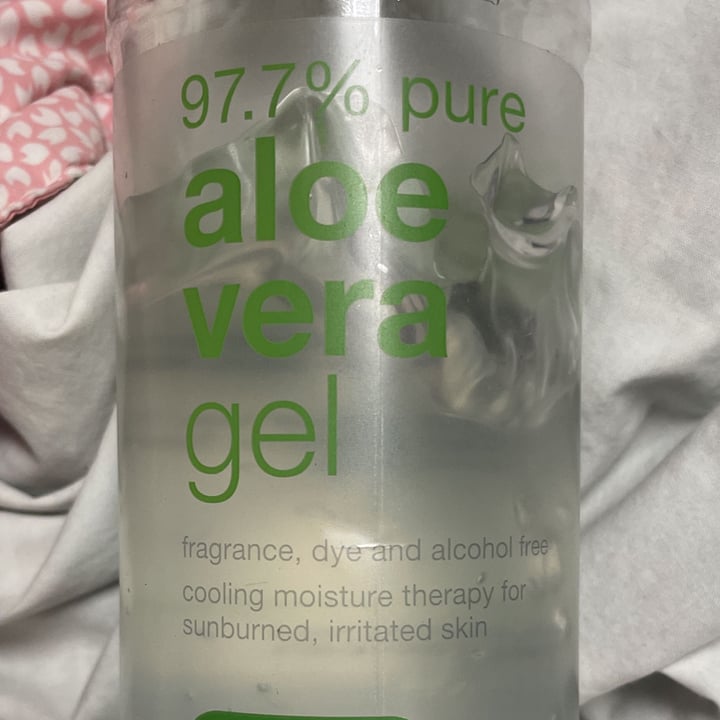 97.7% pure
aloe
vera
gel
fragrance, dye and alcohol free
cooling moisture therapy for
sunburned, irritated skin